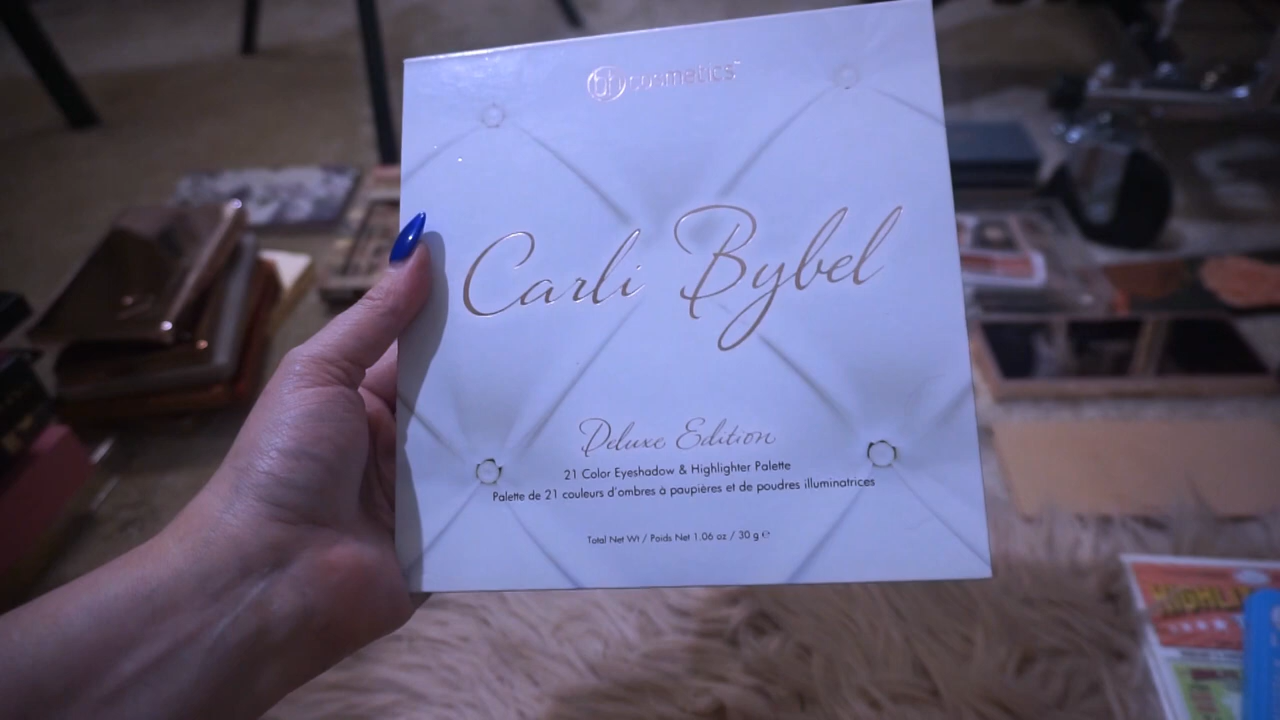 bh cosmetics™
Carli Bybel
Deluxe Edition
21 Color Eyeshadow & Highlighter Palette
Palette de 21 couleurs d'ombres à paupières et de poudres illuminatrices
Total Net Wt / Poids Net 1.06 oz / 30 g ℮